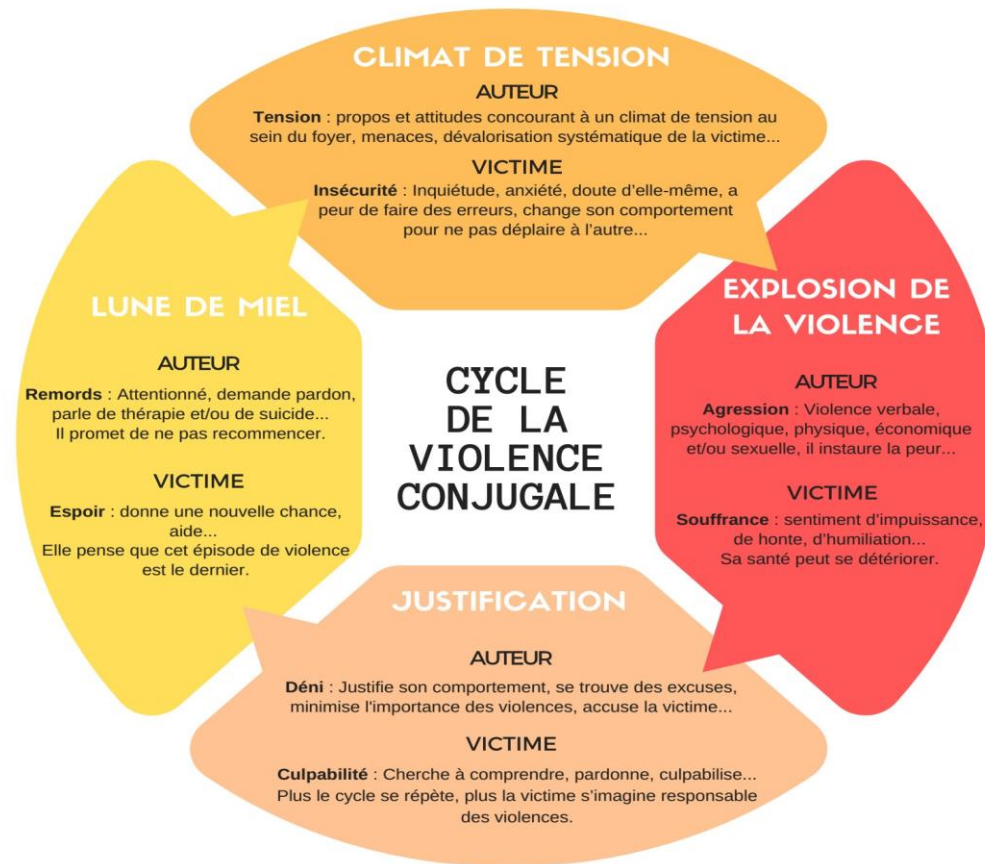 CLIMAT DE TENSION
AUTEUR
Tension : propos et attitudes concourant à un climat de tension au
sein du foyer, menaces, dévalorisation systématique de la victime...
VICTIME
Insécurité : Inquiétude, anxiété, doute d'elle-même, a
peur de faire des erreurs, change son comportement
pour ne pas déplaire à l'autre...
EXPLOSION DE
LA VIOLENCE
AUTEUR
Agression : Violence verbale,
psychologique, physique, économique
et/ou sexuelle, il instaure la peur...
VICTIME
Souffrance : sentiment d'impuissance,
de honte, d'humiliation...
Sa santé peut se détériorer.
JUSTIFICATION
AUTEUR
Déni : Justifie son comportement, se trouve des excuses,
minimise l'importance des violences, accuse la victime...
VICTIME
Culpabilité : Cherche à comprendre, pardonne, culpabilise...
Plus le cycle se répète, plus la victime s'imagine responsable
des violences.
LUNE DE MIEL
AUTEUR
Remords : Attentionné, demande pardon,
parle de thérapie et/ou de suicide...
Il promet de ne pas recommencer.
VICTIME
Espoir : donne une nouvelle chance,
aide...
Elle pense que cet épisode de violence
est le dernier.
CYCLE
DE LA
VIOLENCE
CONJUGALE